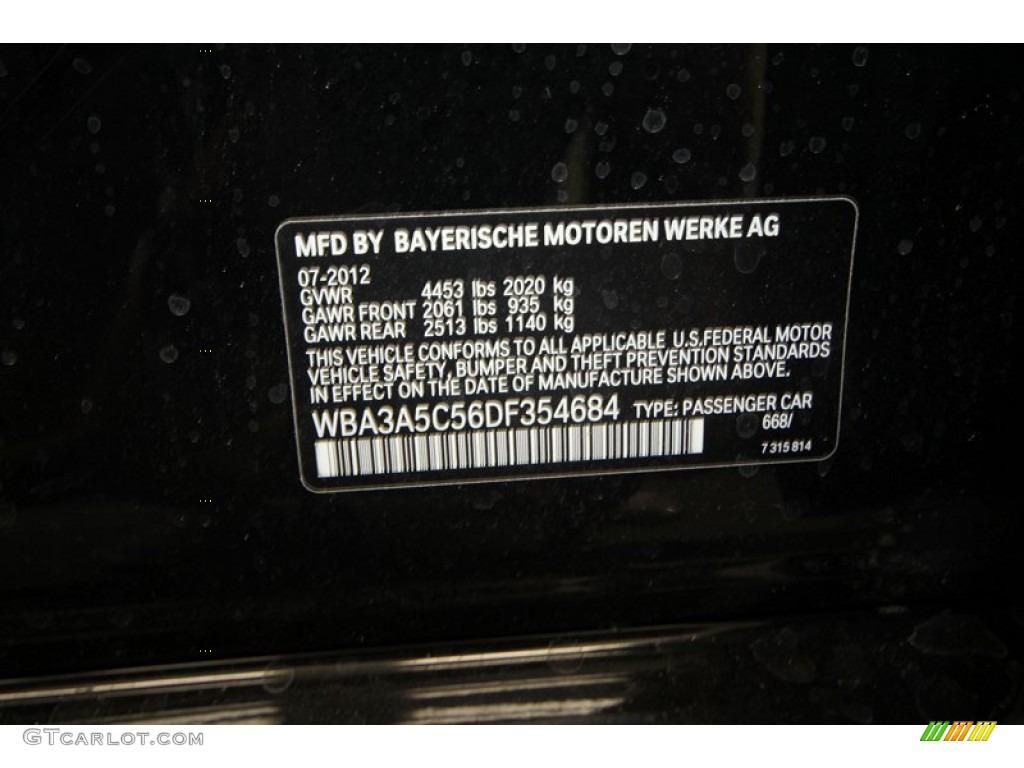 MFD BY BAYERISCHE MOTOREN WERKE AG
07-2012
GVWR 4453 lbs 2020 kg
GAWR FRONT 2061 lbs 935 kg
GAWR REAR 2513 lbs 1140 kg
THIS VEHICLE CONFORMS TO ALL APPLICABLE U.S.FEDERAL MOTOR
VEHICLE SAFETY, BUMPER AND THEFT PREVENTION STANDARDS
IN EFFECT ON THE DATE OF MANUFACTURE SHOWN ABOVE.
WBA3A5C56DF354684 TYPE: PASSENGER CAR
668/
7 315 814
GTCarLot.com